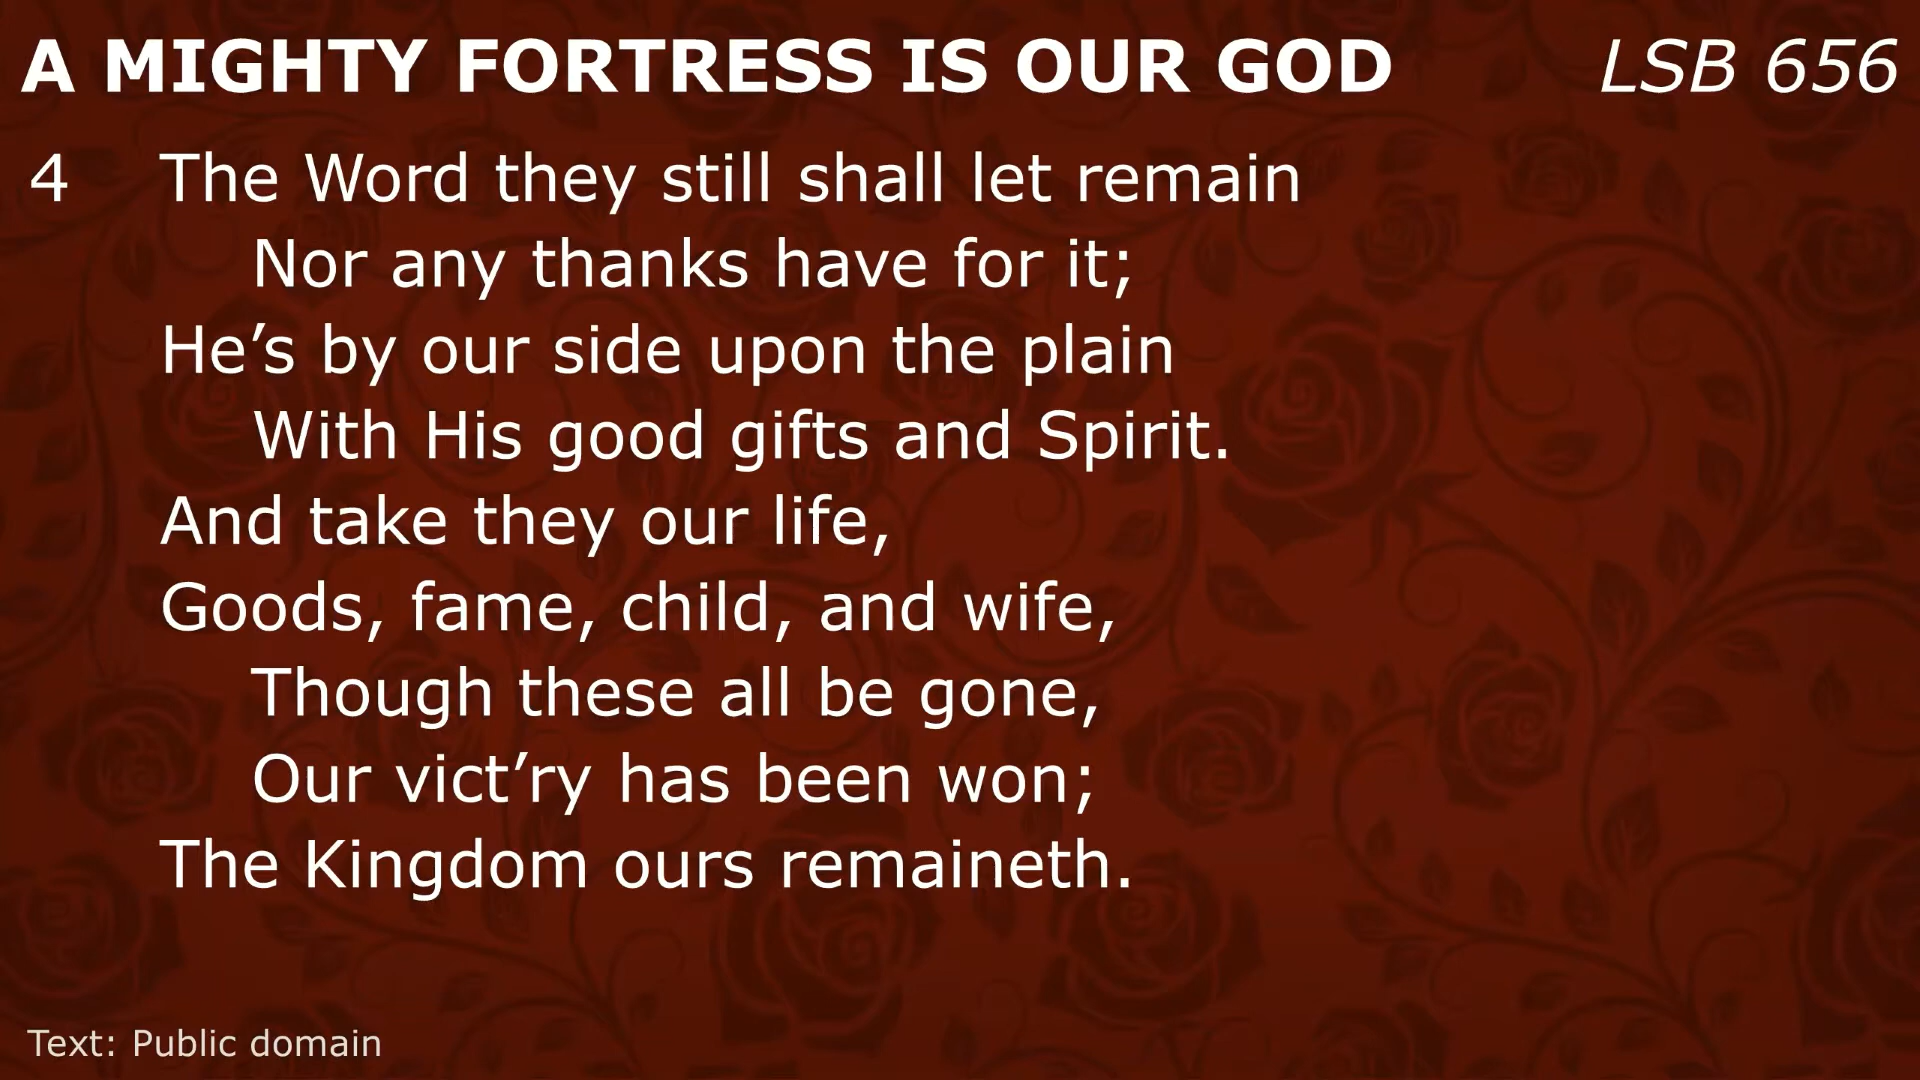 A MIGHTY FORTRESS IS OUR GOD LSB 656
4 The Word they still shall let remain
Nor any thanks have for it;
He’s by our side upon the plain
With His good gifts and Spirit.
And take they our life,
Goods, fame, child, and wife,
Though these all be gone,
Our vict’ry has been won;
The Kingdom ours remaineth.
Text: Public domain